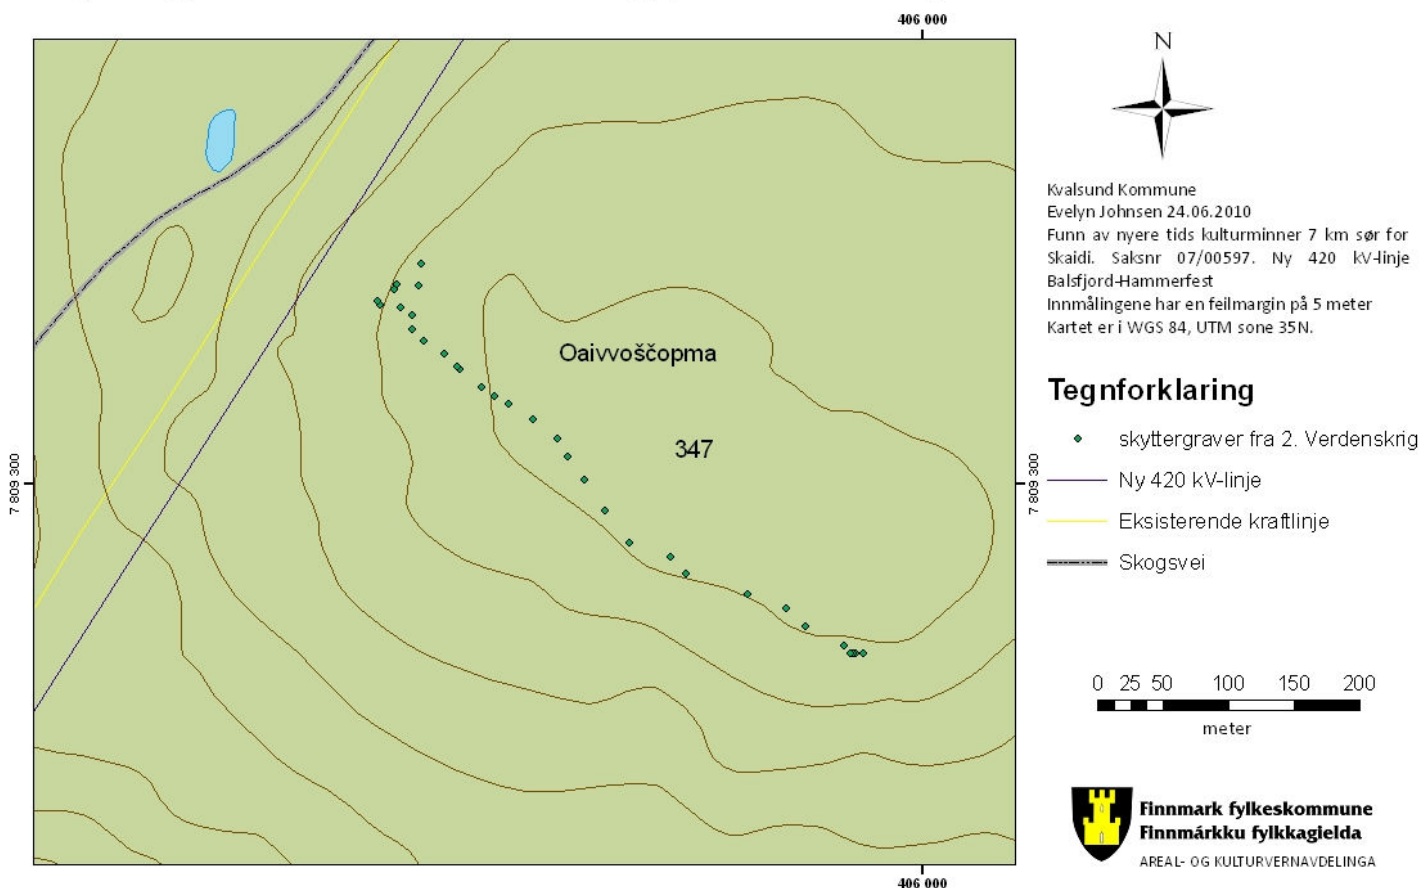 406 000
N
Kvalsund Kommune
Evelyn Johnsen 24.06.2010
Funn av nyere tids kulturminner 7 km sør for
Skaidi. Saksnr 07/00597. Ny 420 kV-linje
Balsfjord-Hammerfest
Innmålingene har en feilmargin på 5 meter
Kartet er i WGS 84, UTM sone 35N.
Oaivvoščopma
347
7 809 300
7 809 300
Tegnforklaring
skyttergraver fra 2. Verdenskrig
Ny 420 kV-linje
Eksisterende kraftlinje
Skogsvei
0 25 50 100 150 200
meter
Finnmark fylkeskommune
Finnmárkku fylkkagielda
AREAL- OG KULTURVERNAVDELINGA
406 000